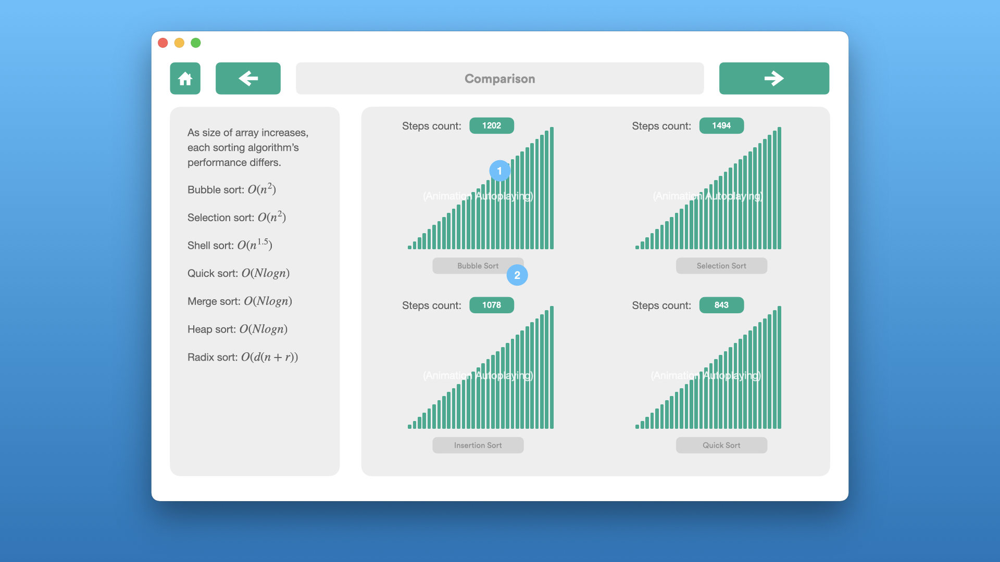 Comparison
As size of array increases,
each sorting algorithm’s
performance differs.
Bubble sort: O(n²)
Selection sort: O(n²)
Shell sort: O(n^1.5)
Quick sort: O(Nlogn)
Merge sort: O(Nlogn)
Heap sort: O(Nlogn)
Radix sort: O(d(n + r))
Steps count: 1202
1
(Animation Autoplaying)
Bubble Sort
2
Steps count: 1494
(Animation Autoplaying)
Selection Sort
Steps count: 1078
(Animation Autoplaying)
Insertion Sort
Steps count: 843
(Animation Autoplaying)
Quick Sort